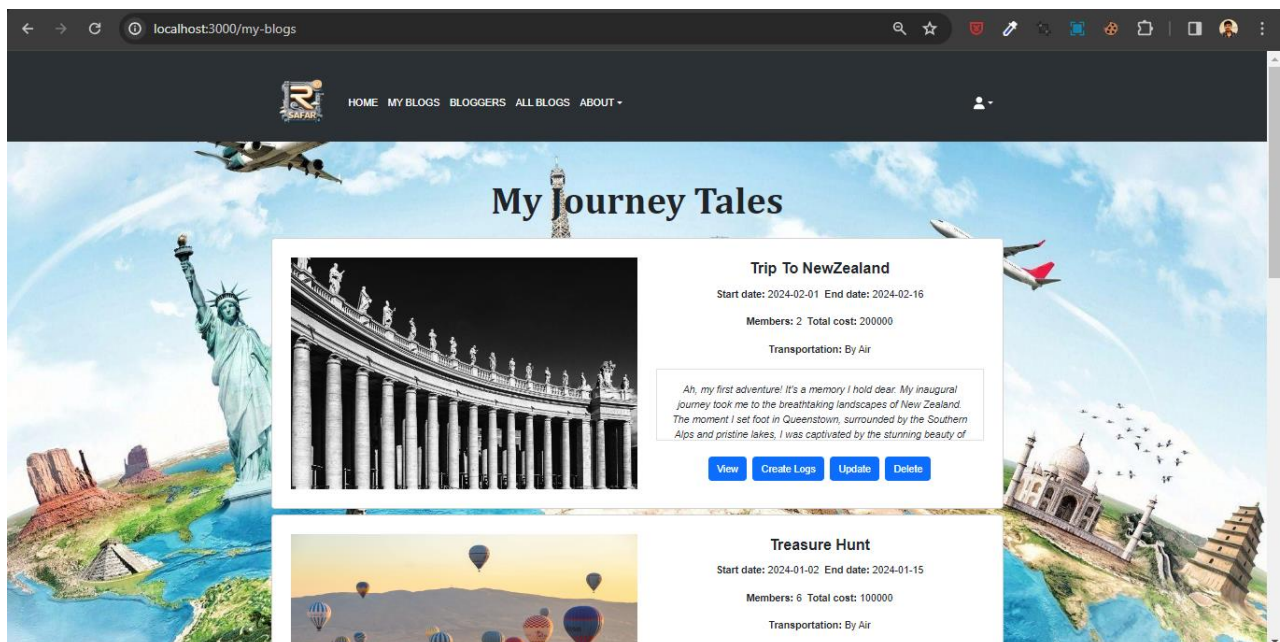 localhost:3000/my-blogs
R
SAFAR
HOME MY BLOGS BLOGGERS ALL BLOGS ABOUT
My Journey Tales
Trip To NewZealand
Start date: 2024-02-01 End date: 2024-02-16
Members: 2 Total cost: 200000
Transportation: By Air
Ah, my first adventure! It's a memory I hold dear. My inaugural
journey took me to the breathtaking landscapes of New Zealand.
The moment I set foot in Queenstown, surrounded by the Southern
Alps and pristine lakes, I was captivated by the stunning beauty of
View Create Logs Update Delete
Treasure Hunt
Start date: 2024-01-02 End date: 2024-01-15
Members: 6 Total cost: 100000
Transportation: By Air